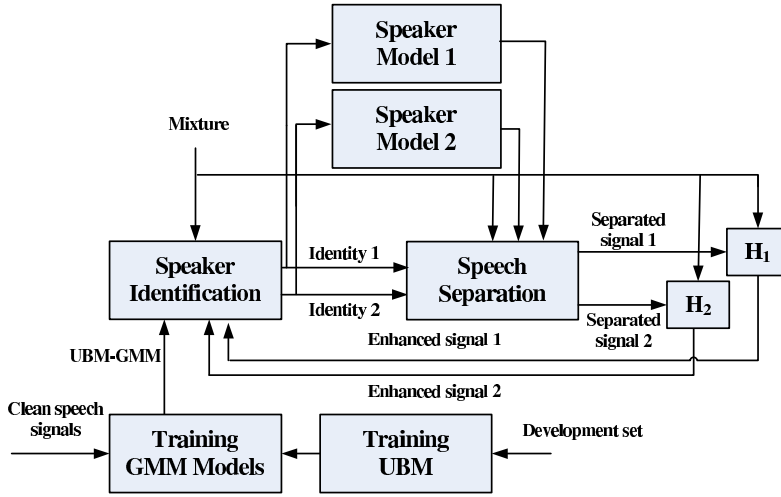 Speaker
Model 1
Speaker
Model 2
Mixture
Speaker
Identification
Identity 1
Identity 2
Speech
Separation
Separated
signal 1
H₁
H₂
Separated
signal 2
Enhanced signal 1
Enhanced signal 2
UBM-GMM
Clean speech
signals
Training
GMM Models
Training
UBM
Development set